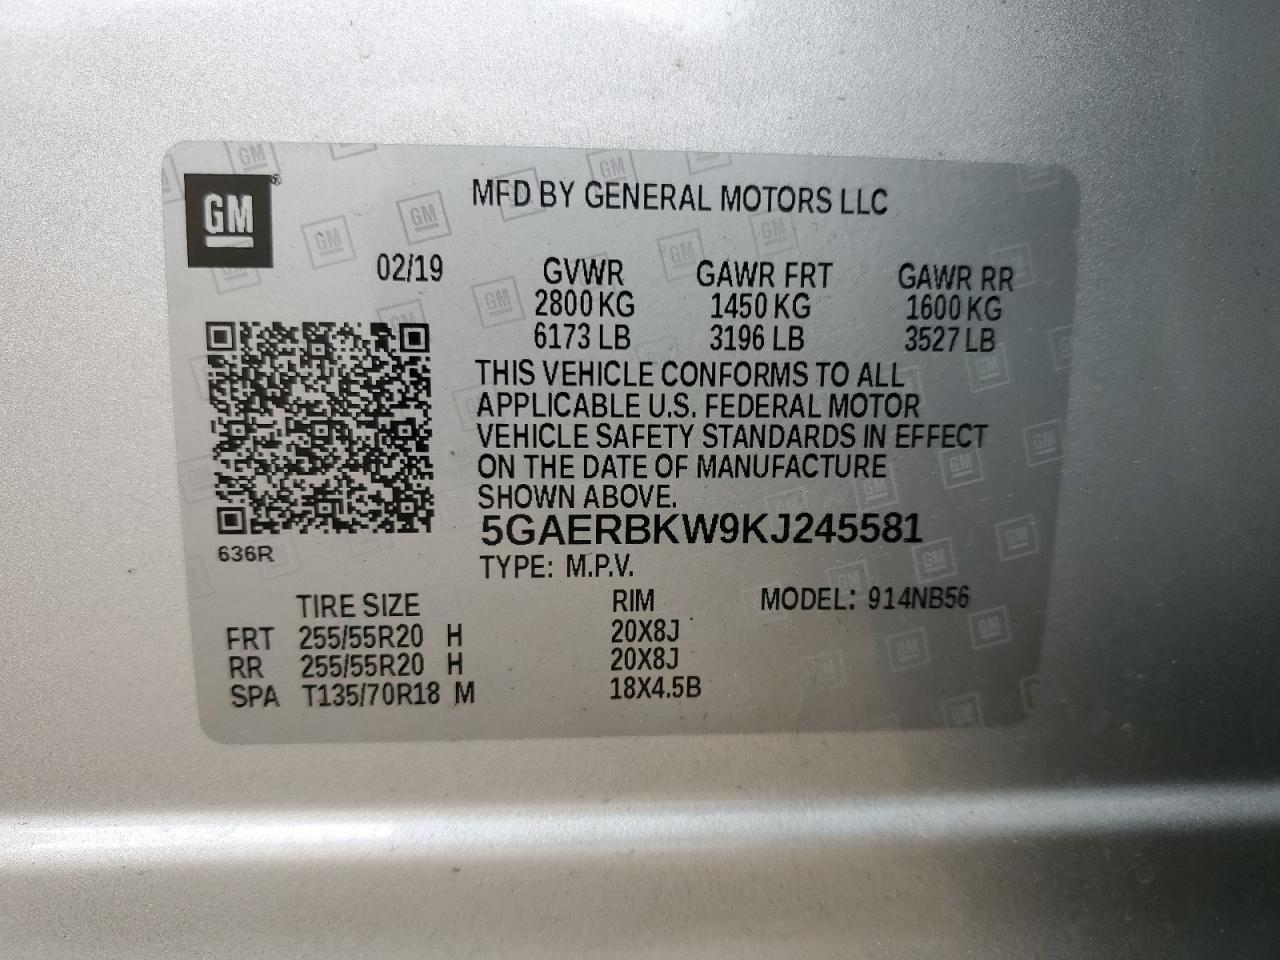 GM®
MFD BY GENERAL MOTORS LLC
02/19
GVWR GAWR FRT GAWR RR
2800 KG 1450 KG 1600 KG
6173 LB 3196 LB 3527 LB
THIS VEHICLE CONFORMS TO ALL
APPLICABLE U.S. FEDERAL MOTOR
VEHICLE SAFETY STANDARDS IN EFFECT
ON THE DATE OF MANUFACTURE
SHOWN ABOVE.
5GAERBKW9KJ245581
636R
TYPE: M.P.V.
TIRE SIZE RIM MODEL: 914NB56
FRT 255/55R20 H 20X8J
RR 255/55R20 H 20X8J
SPA T135/70R18 M 18X4.5B